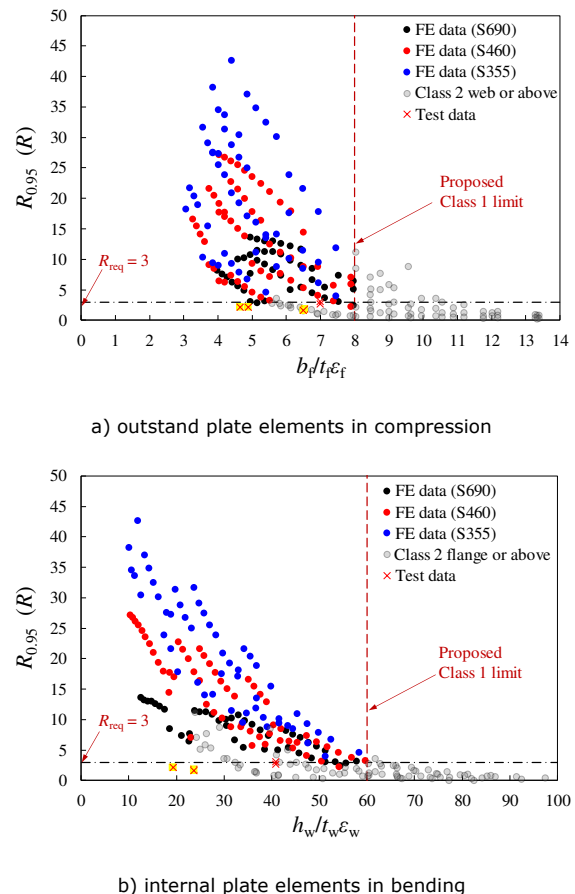 50
45
40
35
30
25
20
15
10
5
0
R0.95 (R)
FE data (S690)
FE data (S460)
FE data (S355)
Class 2 web or above
Test data
Proposed
Class 1 limit
Rreq = 3
0 1 2 3 4 5 6 7 8 9 10 11 12 13 14
bf/tfεf
a) outstand plate elements in compression
50
45
40
35
30
25
20
15
10
5
0
R0.95 (R)
FE data (S690)
FE data (S460)
FE data (S355)
Class 2 flange or above
Test data
Proposed
Class 1 limit
Rreq = 3
0 10 20 30 40 50 60 70 80 90 100
hw/twεw
b) internal plate elements in bending